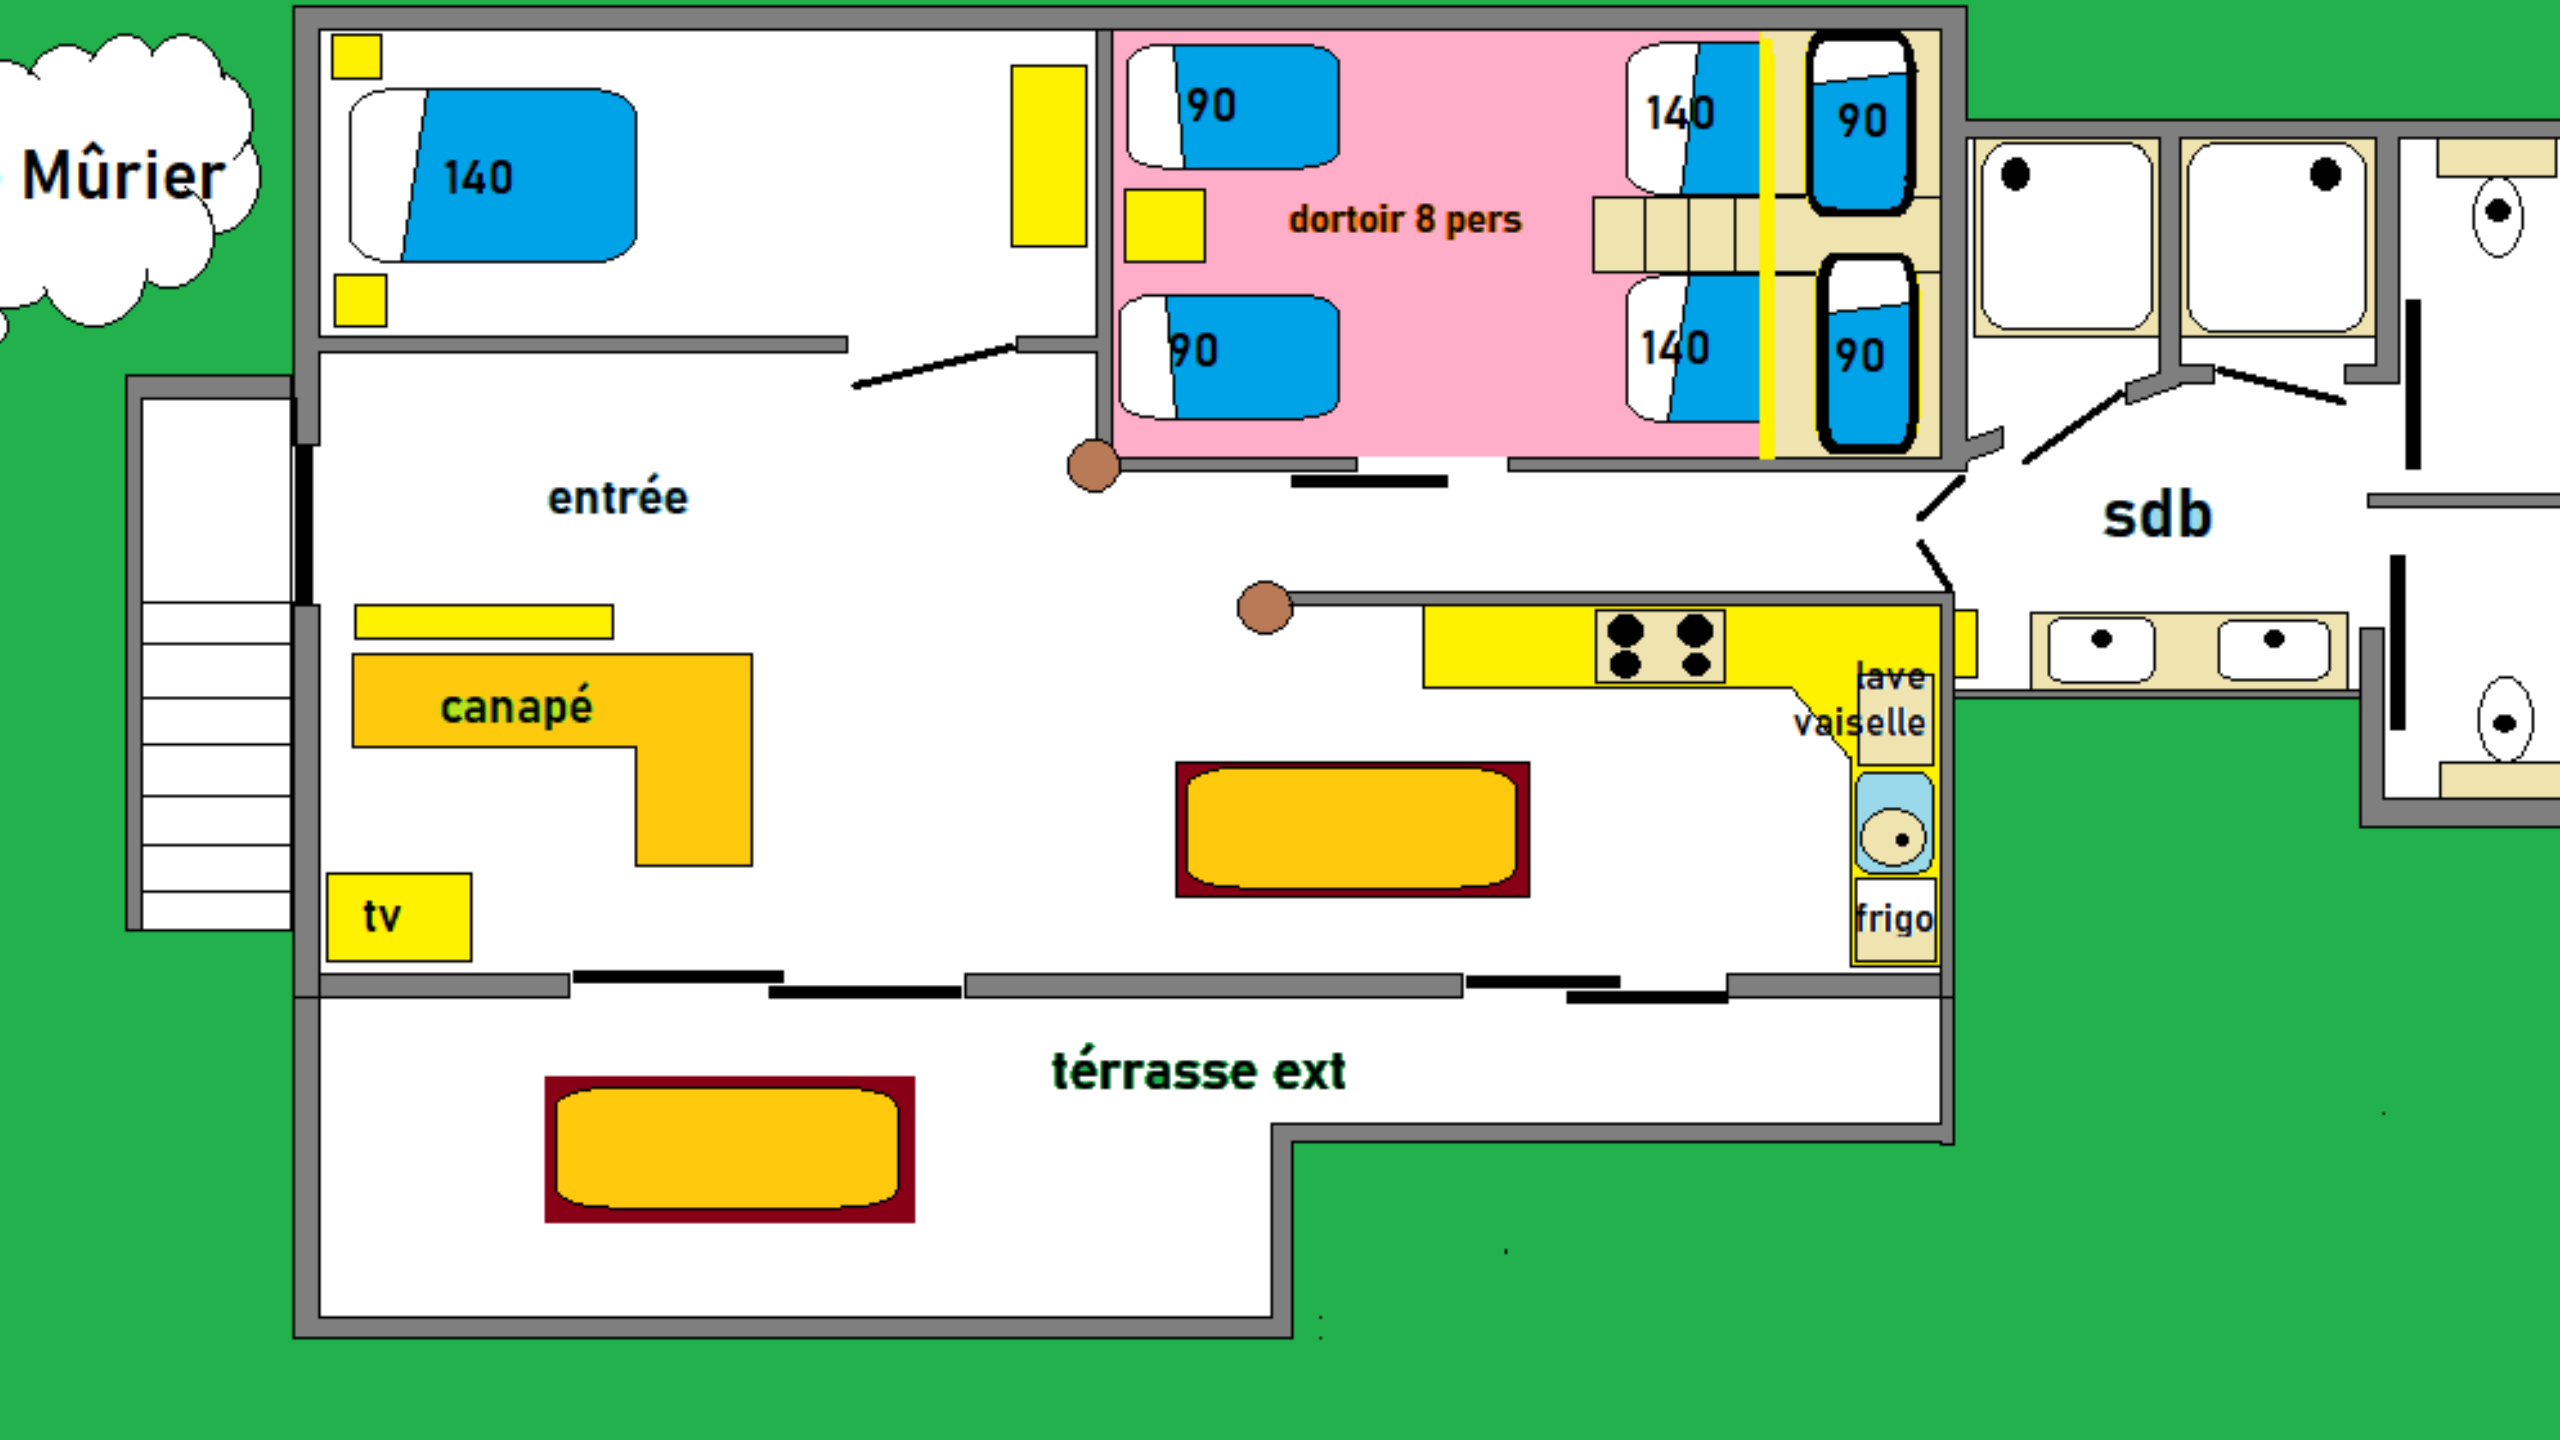 Mûrier
140
90
140
90
dortoir 8 pers
90
140
90
entrée
sdb
canapé
lave
vaiselle
tv
frigo
térrasse ext